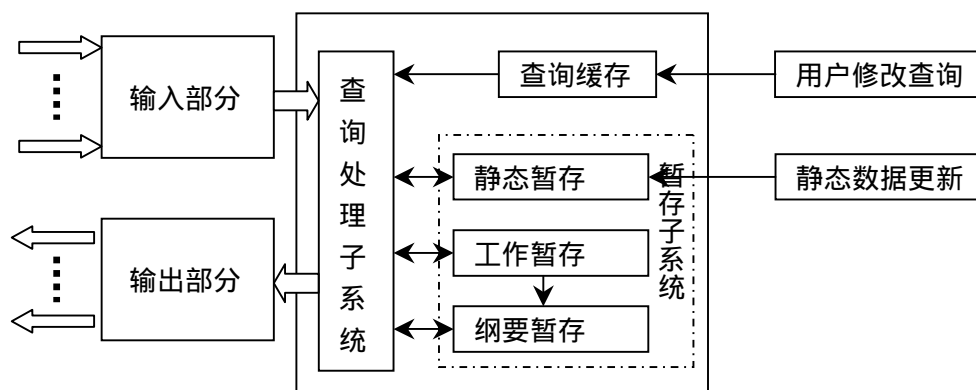 输入部分
输出部分
查询处理子系统
查询缓存
用户修改查询
静态暂存
静态数据更新
工作暂存
纲要暂存
暂存子系统